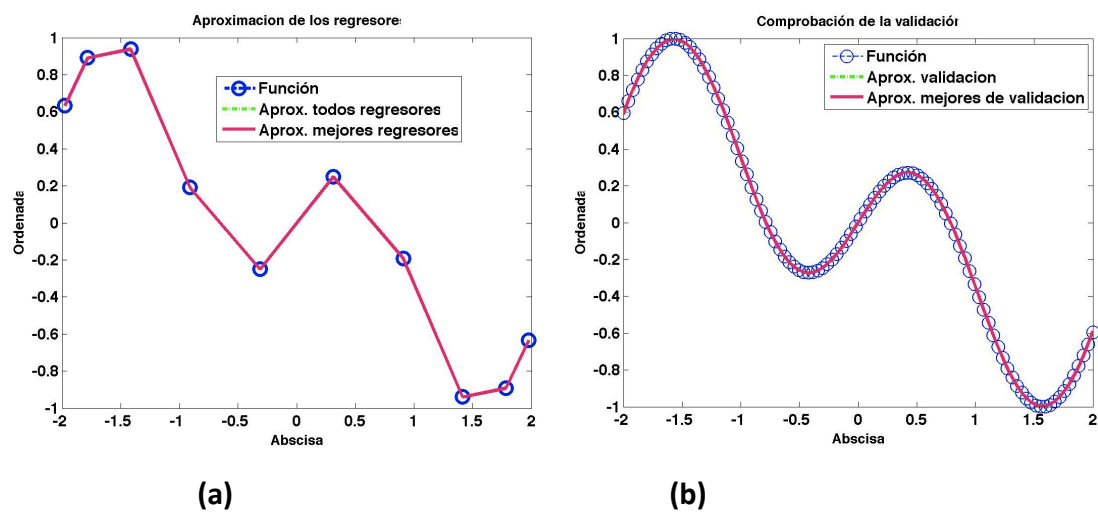 Aproximacion de los regresores
1
0.8
0.6
0.4
0.2
0
-0.2
-0.4
-0.6
-0.8
-1
-2
-1.5
-1
-0.5
0
0.5
1
1.5
2
Ordenada
Abscisa
Función
Aprox. todos regresores
Aprox. mejores regresores
(a)
Comprobación de la validación
1
0.8
0.6
0.4
0.2
0
-0.2
-0.4
-0.6
-0.8
-1
-2
-1.5
-1
-0.5
0
0.5
1
1.5
2
Ordenada
Abscisa
Función
Aprox. validacion
Aprox. mejores de validacion
(b)